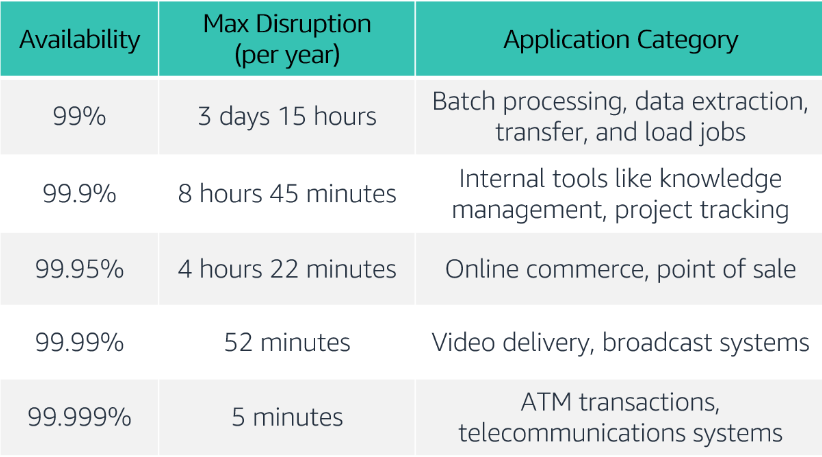 Availability
Max Disruption
(per year)
Application Category
99%
3 days 15 hours
Batch processing, data extraction,
transfer, and load jobs
99.9%
8 hours 45 minutes
Internal tools like knowledge
management, project tracking
99.95%
4 hours 22 minutes
Online commerce, point of sale
99.99%
52 minutes
Video delivery, broadcast systems
99.999%
5 minutes
ATM transactions,
telecommunications systems